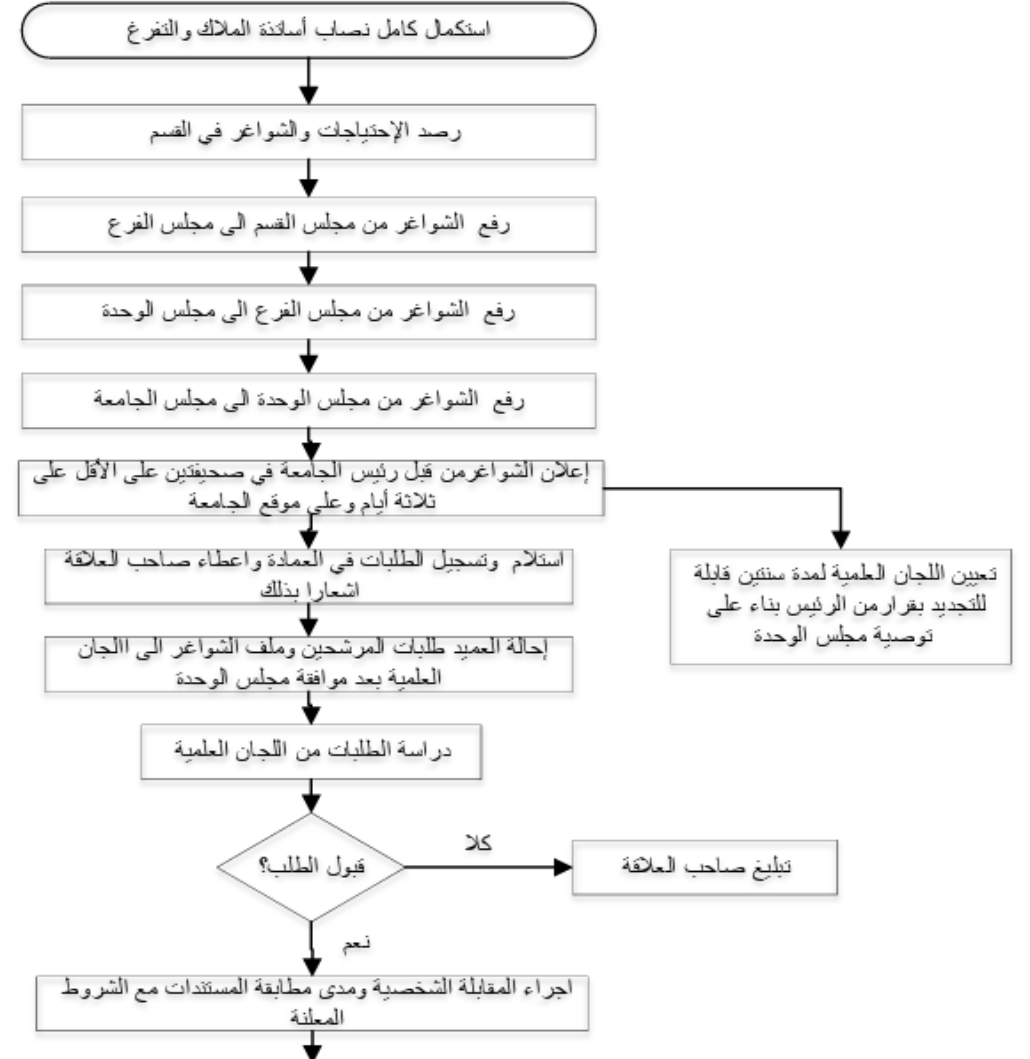 استكمال كامل نصاب أساتذة الملاك والتفرغ
رصد الإحتياجات والشواغر في القسم
رفع الشواغر من مجلس القسم الى مجلس الفرع
رفع الشواغر من مجلس الفرع الى مجلس الوحدة
رفع الشواغر من مجلس الوحدة الى مجلس الجامعة
إعلان الشواغرمن قبل رئيس الجامعة في صحيفتين على الأقل على
ثلاثة أيام وعلى موقع الجامعة
تعيين اللجان العلمية لمدة سنتين قابلة
للتجديد بقرارمن الرئيس بناء على
توصية مجلس الوحدة
استلام وتسجيل الطلبات في العمادة واعطاء صاحب العلاقة
اشعارا بذلك
إحالة العميد طلبات المرشحين وملف الشواغر الى االجان
العلمية بعد موافقة مجلس الوحدة
دراسة الطلبات من اللجان العلمية
قبول الطلب؟
كلا
تبليغ صاحب العلاقة
نعم
اجراء المقابلة الشخصية ومدى مطابقة المستندات مع الشروط
المعلنة